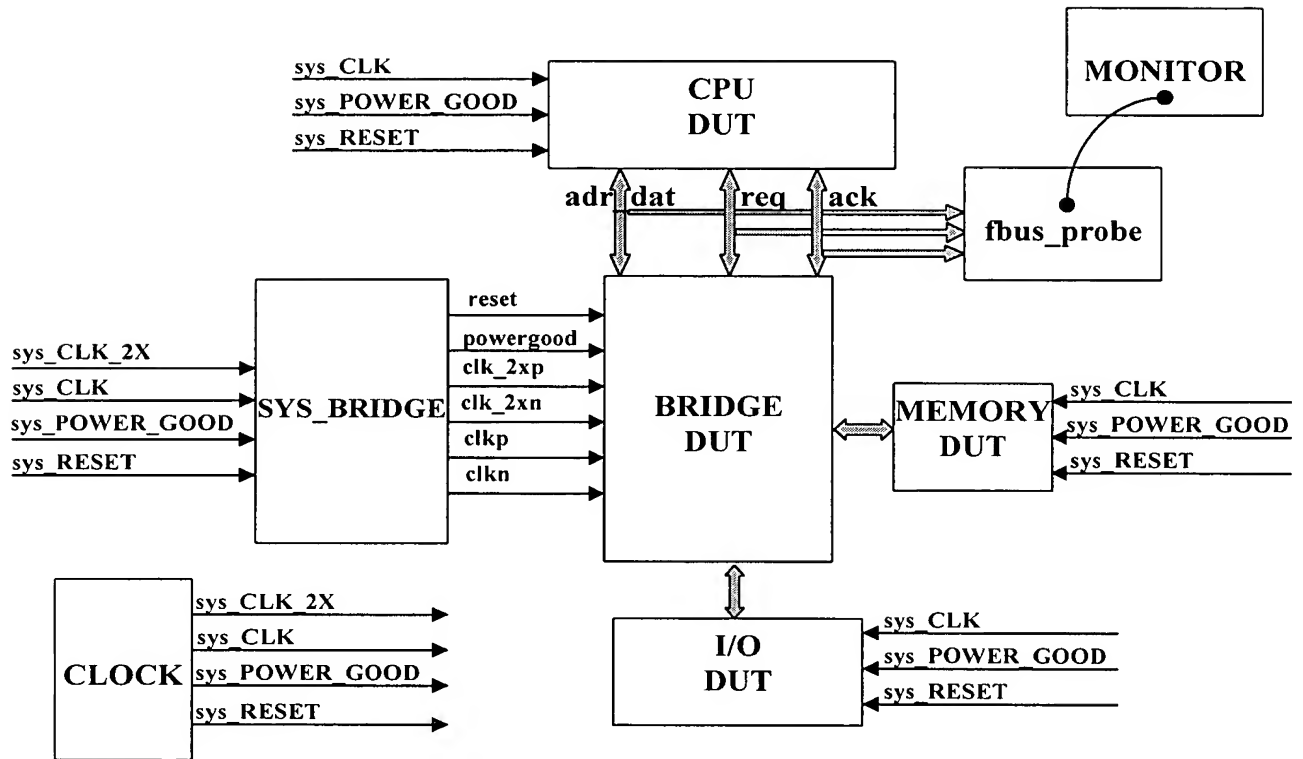 MONITOR
sys_CLK
sys_POWER_GOOD
sys_RESET
CPU
DUT
adr dat req ack
fbus_probe
sys_CLK_2X
sys_CLK
sys_POWER_GOOD
sys_RESET
SYS_BRIDGE
reset
powergood
clk_2xp
clk_2xn
clkp
clkn
BRIDGE
DUT
MEMORY
DUT
sys_CLK
sys_POWER_GOOD
sys_RESET
CLOCK
sys_CLK_2X
sys_CLK
sys_POWER_GOOD
sys_RESET
I/O
DUT
sys_CLK
sys_POWER_GOOD
sys_RESET